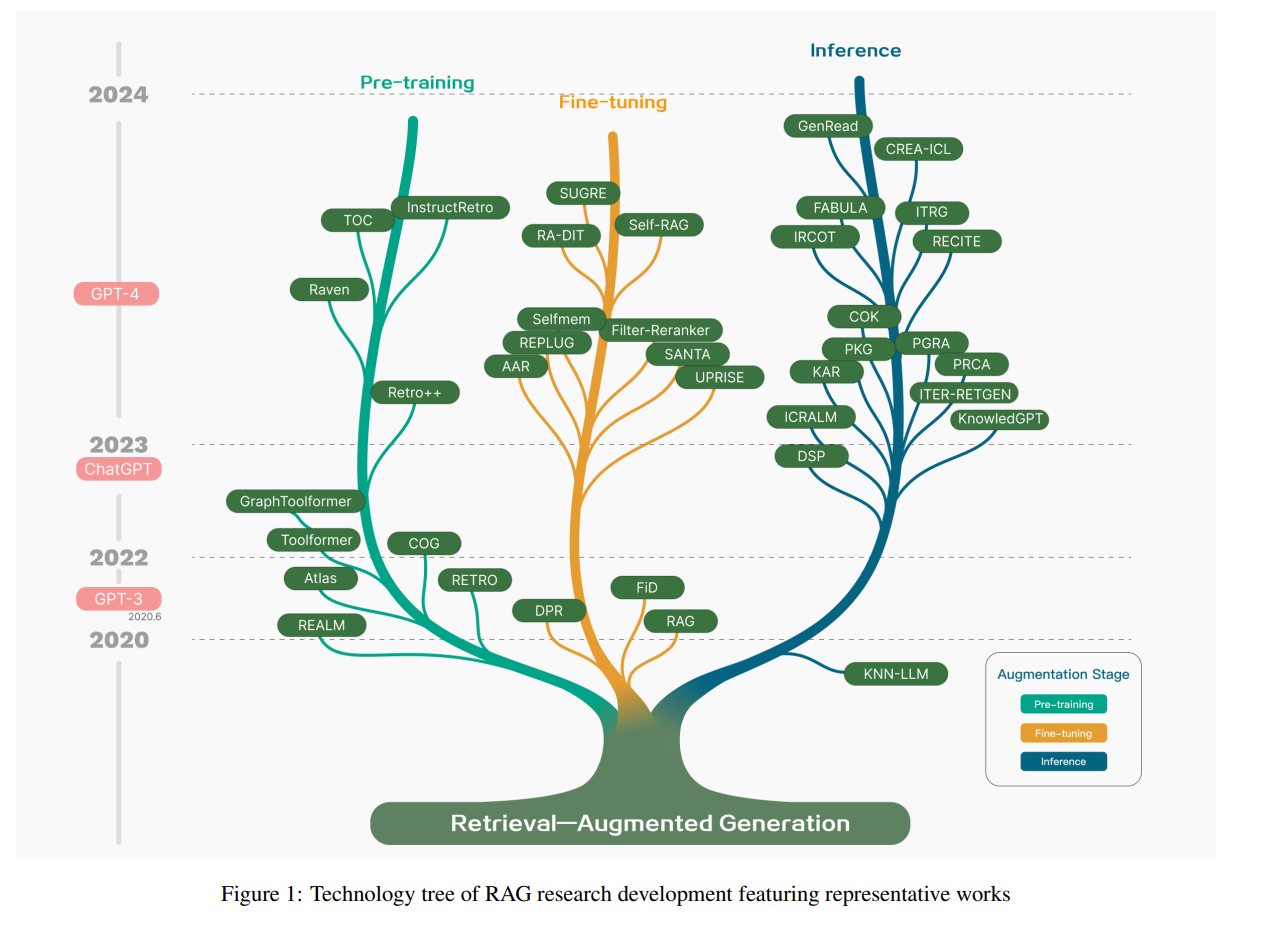 Inference
Pre-training
2024
Fine-tuning
GenRead
CREA-ICL
SUGRE
TOC
InstructRetro
FABULA
ITRG
RA-DIT
Self-RAG
IRCOT
RECITE
Raven
GPT-4
Selfmem
Filter-Reranker
COK
REPLUG
SANTA
PKG
PGRA
AAR
UPRISE
KAR
PRCA
Retro++
ITER-RETGEN
ICRALM
KnowledGPT
2023
ChatGPT
DSP
GraphToolformer
Toolformer
COG
2022
Atlas
RETRO
FiD
GPT-3
2020.6
DPR
RAG
REALM
2020
KNN-LLM
Augmentation Stage
Pre-training
Fine-tuning
Inference
Retrieval—Augmented Generation
Figure 1: Technology tree of RAG research development featuring representative works